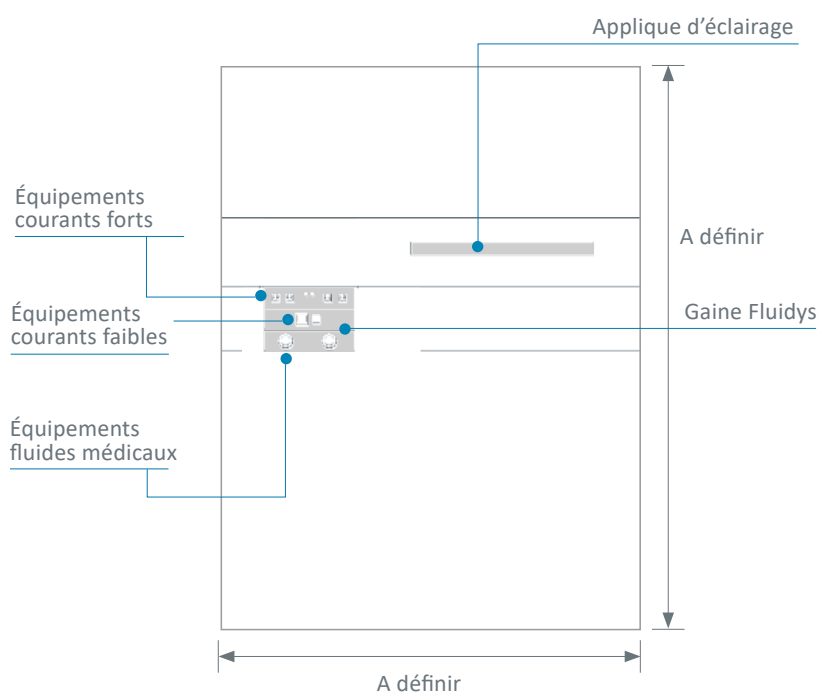 Applique d’éclairage
Équipements
courants forts
A définir
Équipements
courants faibles
Gaine Fluidys
Équipements
fluides médicaux
A définir